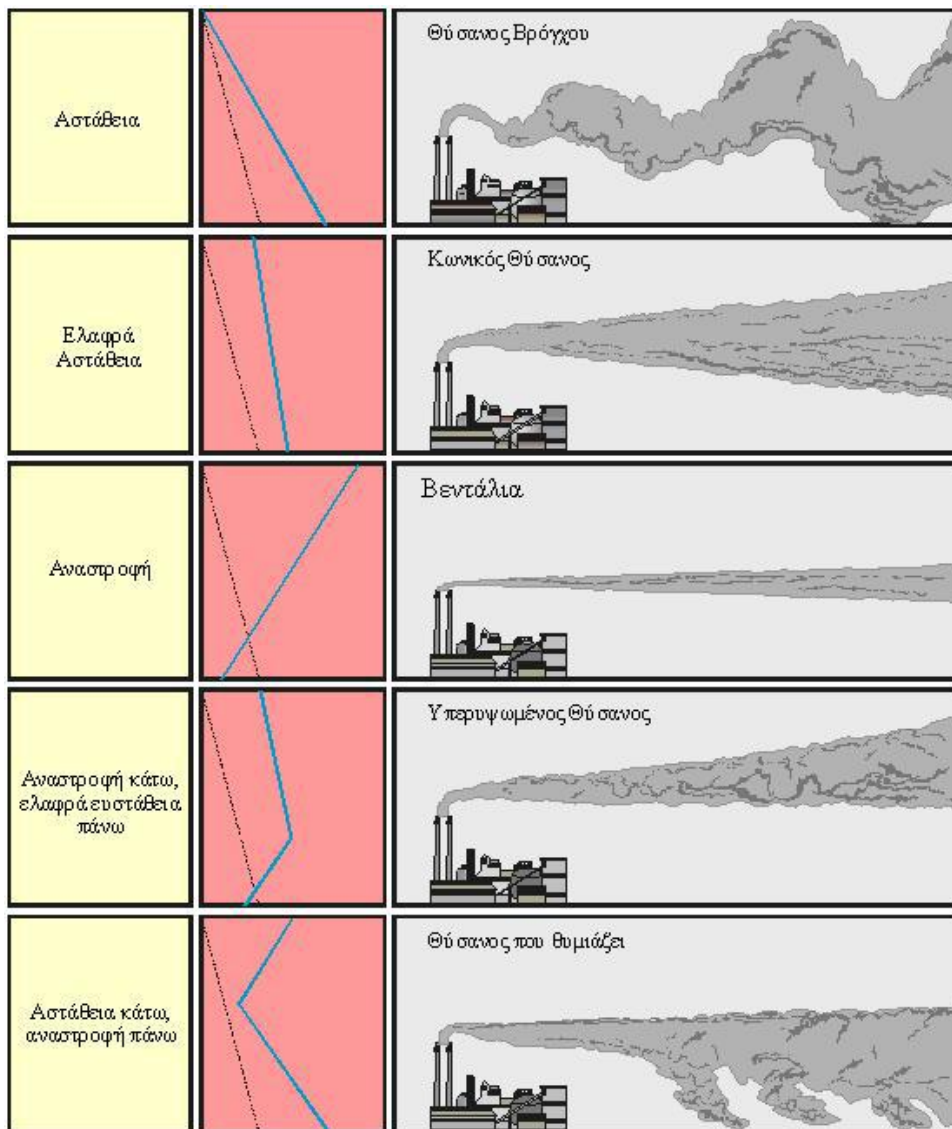 Αστάθεια
Θύσανος Βρόγχου
Ελαφρά
Αστάθεια
Κωνικός Θύσανος
Αναστροφή
Βεντάλια
Αναστροφή κάτω,
ελαφρά ευστάθεια
πάνω
Υπερυψωμένος Θύσανος
Αστάθεια κάτω,
αναστροφή πάνω
Θύσανος που θυμιάζει